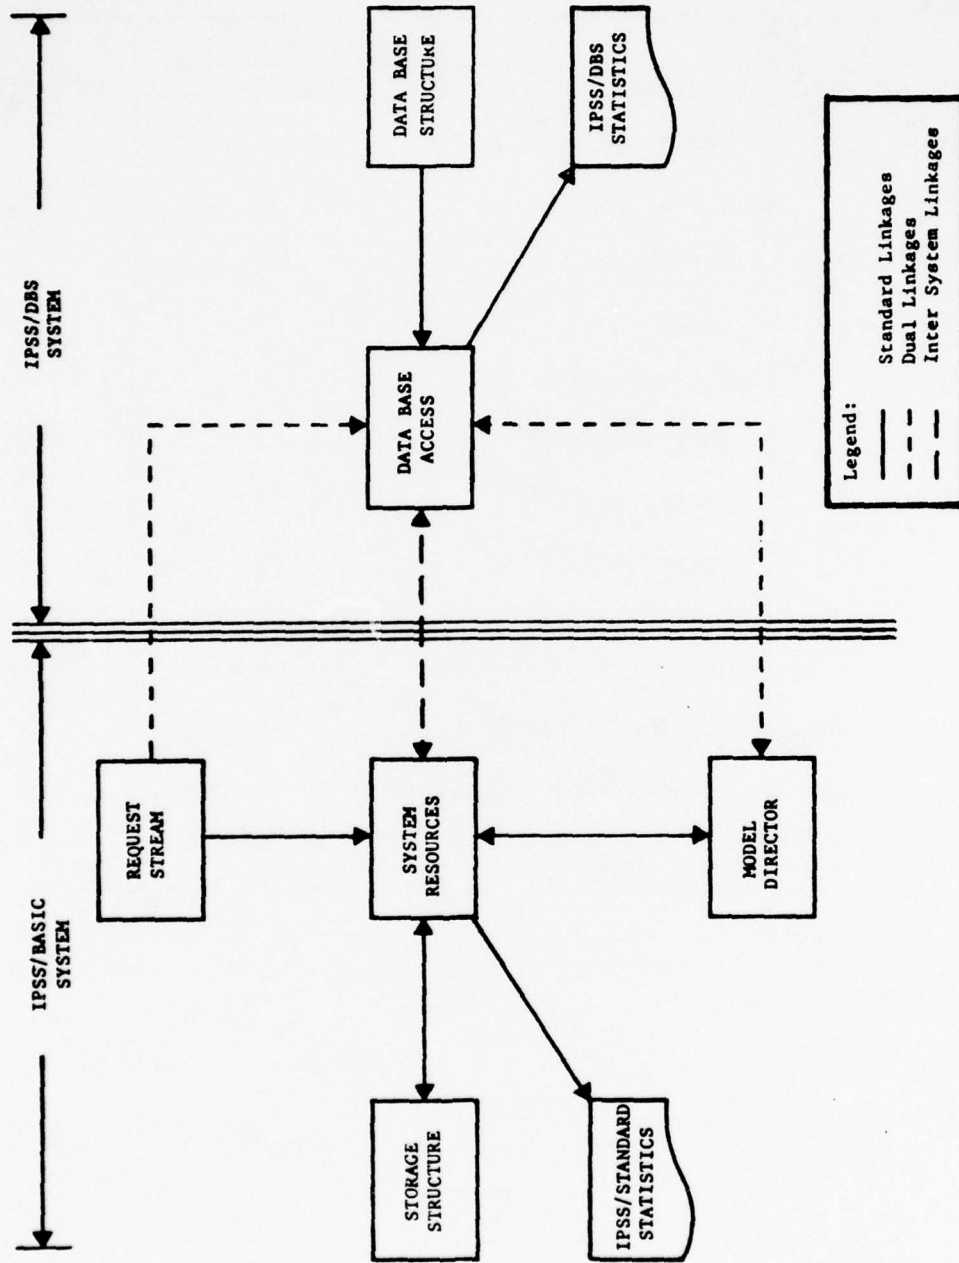 IPSS/BASIC
SYSTEM
IPSS/DBS
SYSTEM
REQUEST
STREAM
STORAGE
STRUCTURE
SYSTEM
RESOURCES
DATA BASE
ACCESS
DATA BASE
STRUCTURE
IPSS/STANDARD
STATISTICS
IPSS/DBS
STATISTICS
MODEL
DIRECTOR
Legend:
Standard Linkages
Dual Linkages
Inter System Linkages